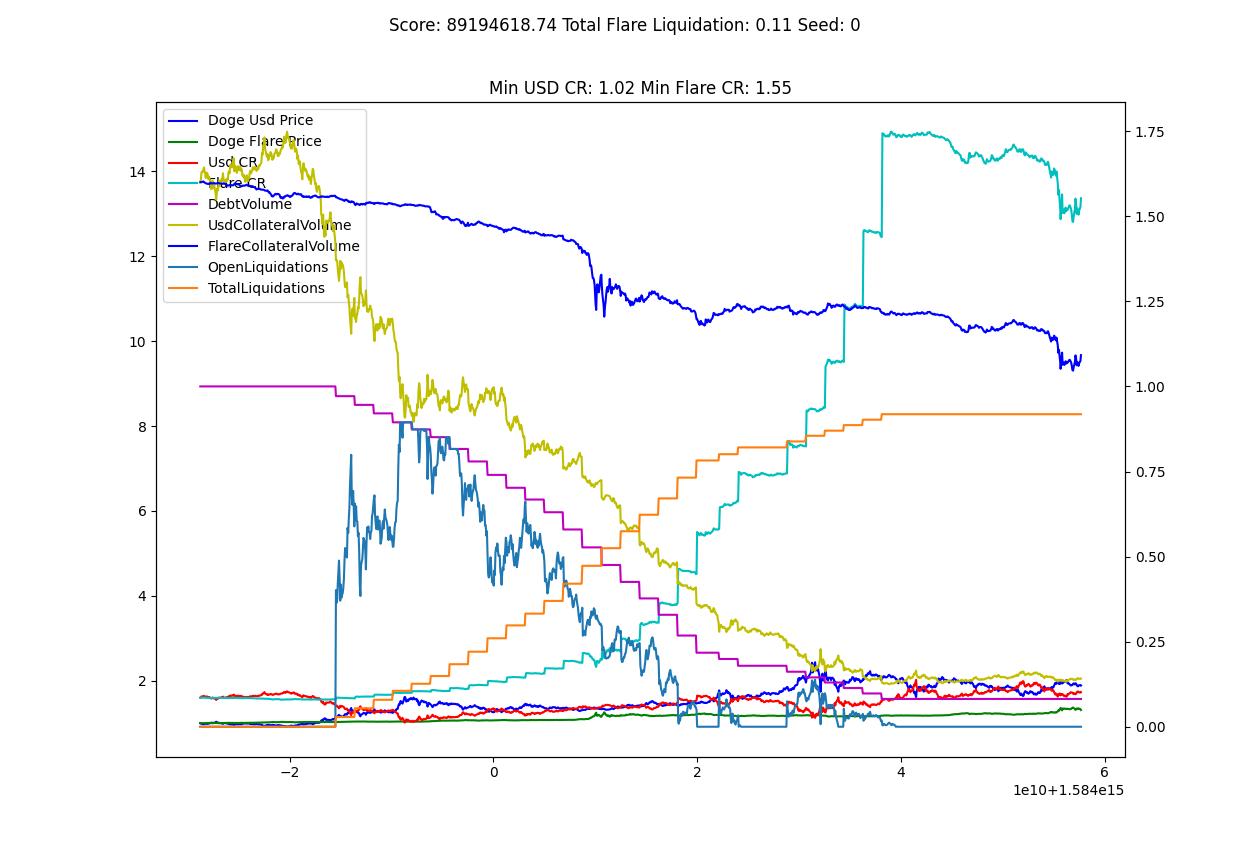 Score: 89194618.74 Total Flare Liquidation: 0.11 Seed: 0
Min USD CR: 1.02 Min Flare CR: 1.55
Doge Usd Price
Doge Flare Price
Usd CR
Flare CR
DebtVolume
UsdCollateralVolume
FlareCollateralVolume
OpenLiquidations
TotalLiquidations
14
12
10
8
6
4
2
1.75
1.50
1.25
1.00
0.75
0.50
0.25
0.00
−2
0
2
4
6
1e10+1.584e15